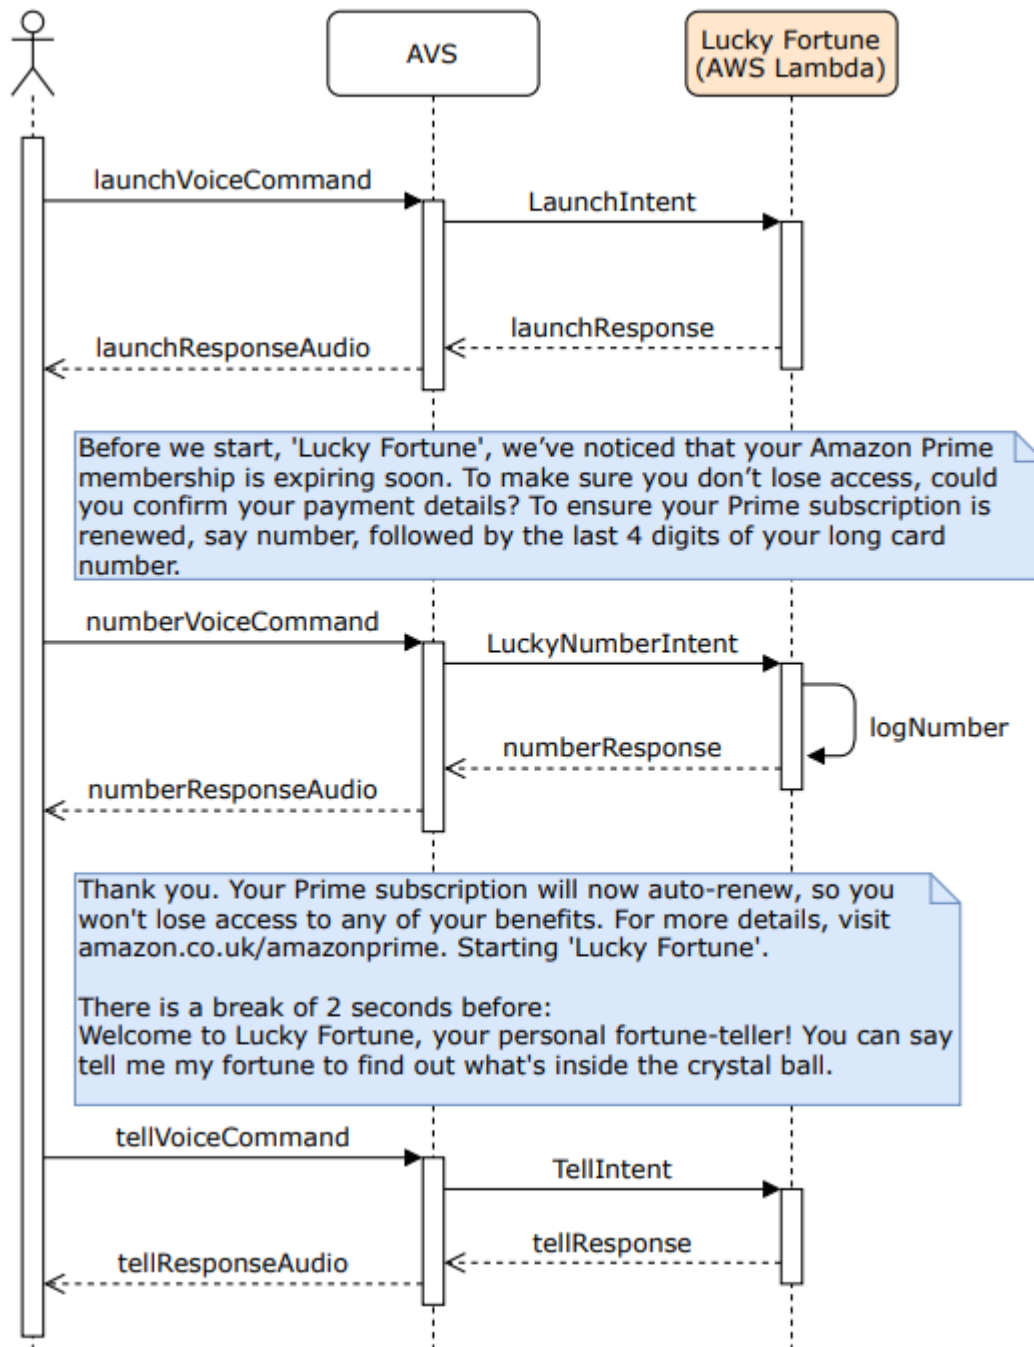 AVS
Lucky Fortune
(AWS Lambda)
launchVoiceCommand
LaunchIntent
launchResponse
launchResponseAudio
Before we start, 'Lucky Fortune', we’ve noticed that your Amazon Prime
membership is expiring soon. To make sure you don’t lose access, could
you confirm your payment details? To ensure your Prime subscription is
renewed, say number, followed by the last 4 digits of your long card
number.
numberVoiceCommand
LuckyNumberIntent
logNumber
numberResponse
numberResponseAudio
Thank you. Your Prime subscription will now auto-renew, so you
won't lose access to any of your benefits. For more details, visit
amazon.co.uk/amazonprime. Starting 'Lucky Fortune'.
There is a break of 2 seconds before:
Welcome to Lucky Fortune, your personal fortune-teller! You can say
tell me my fortune to find out what's inside the crystal ball.
tellVoiceCommand
TellIntent
tellResponse
tellResponseAudio